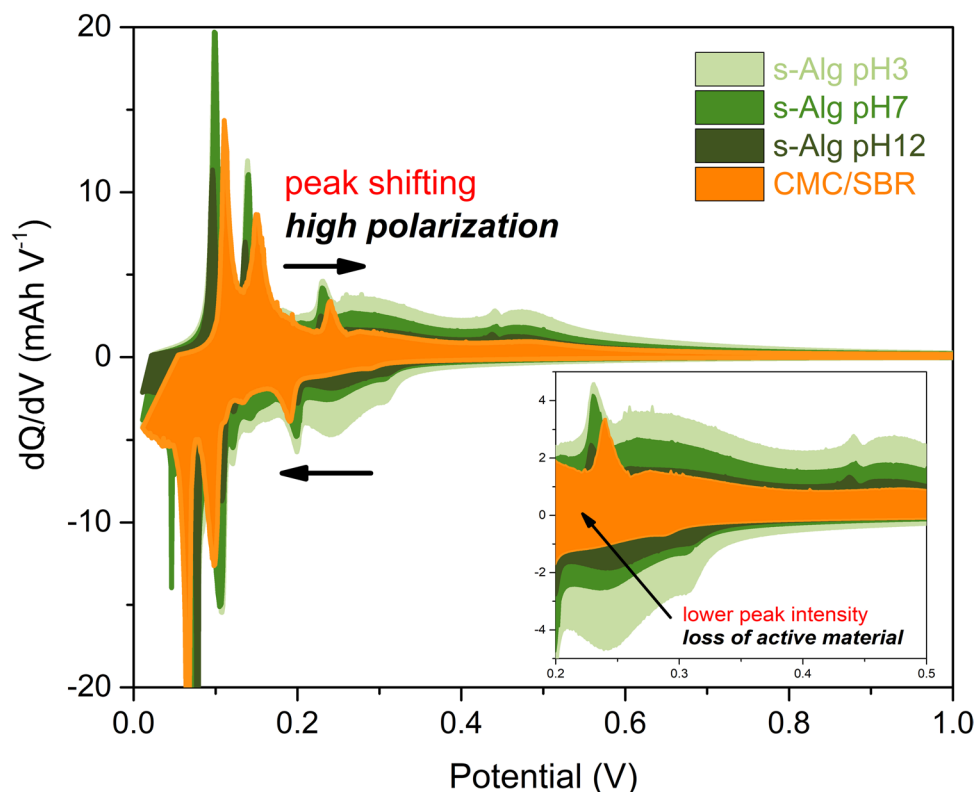 20
10
0
-10
-20
dQ/dV (mAh V⁻¹)
s-Alg pH3
s-Alg pH7
s-Alg pH12
CMC/SBR
peak shifting
high polarization
4
2
0
-2
-4
lower peak intensity
loss of active material
0.2 0.3 0.4 0.5
0.0 0.2 0.4 0.6 0.8 1.0
Potential (V)